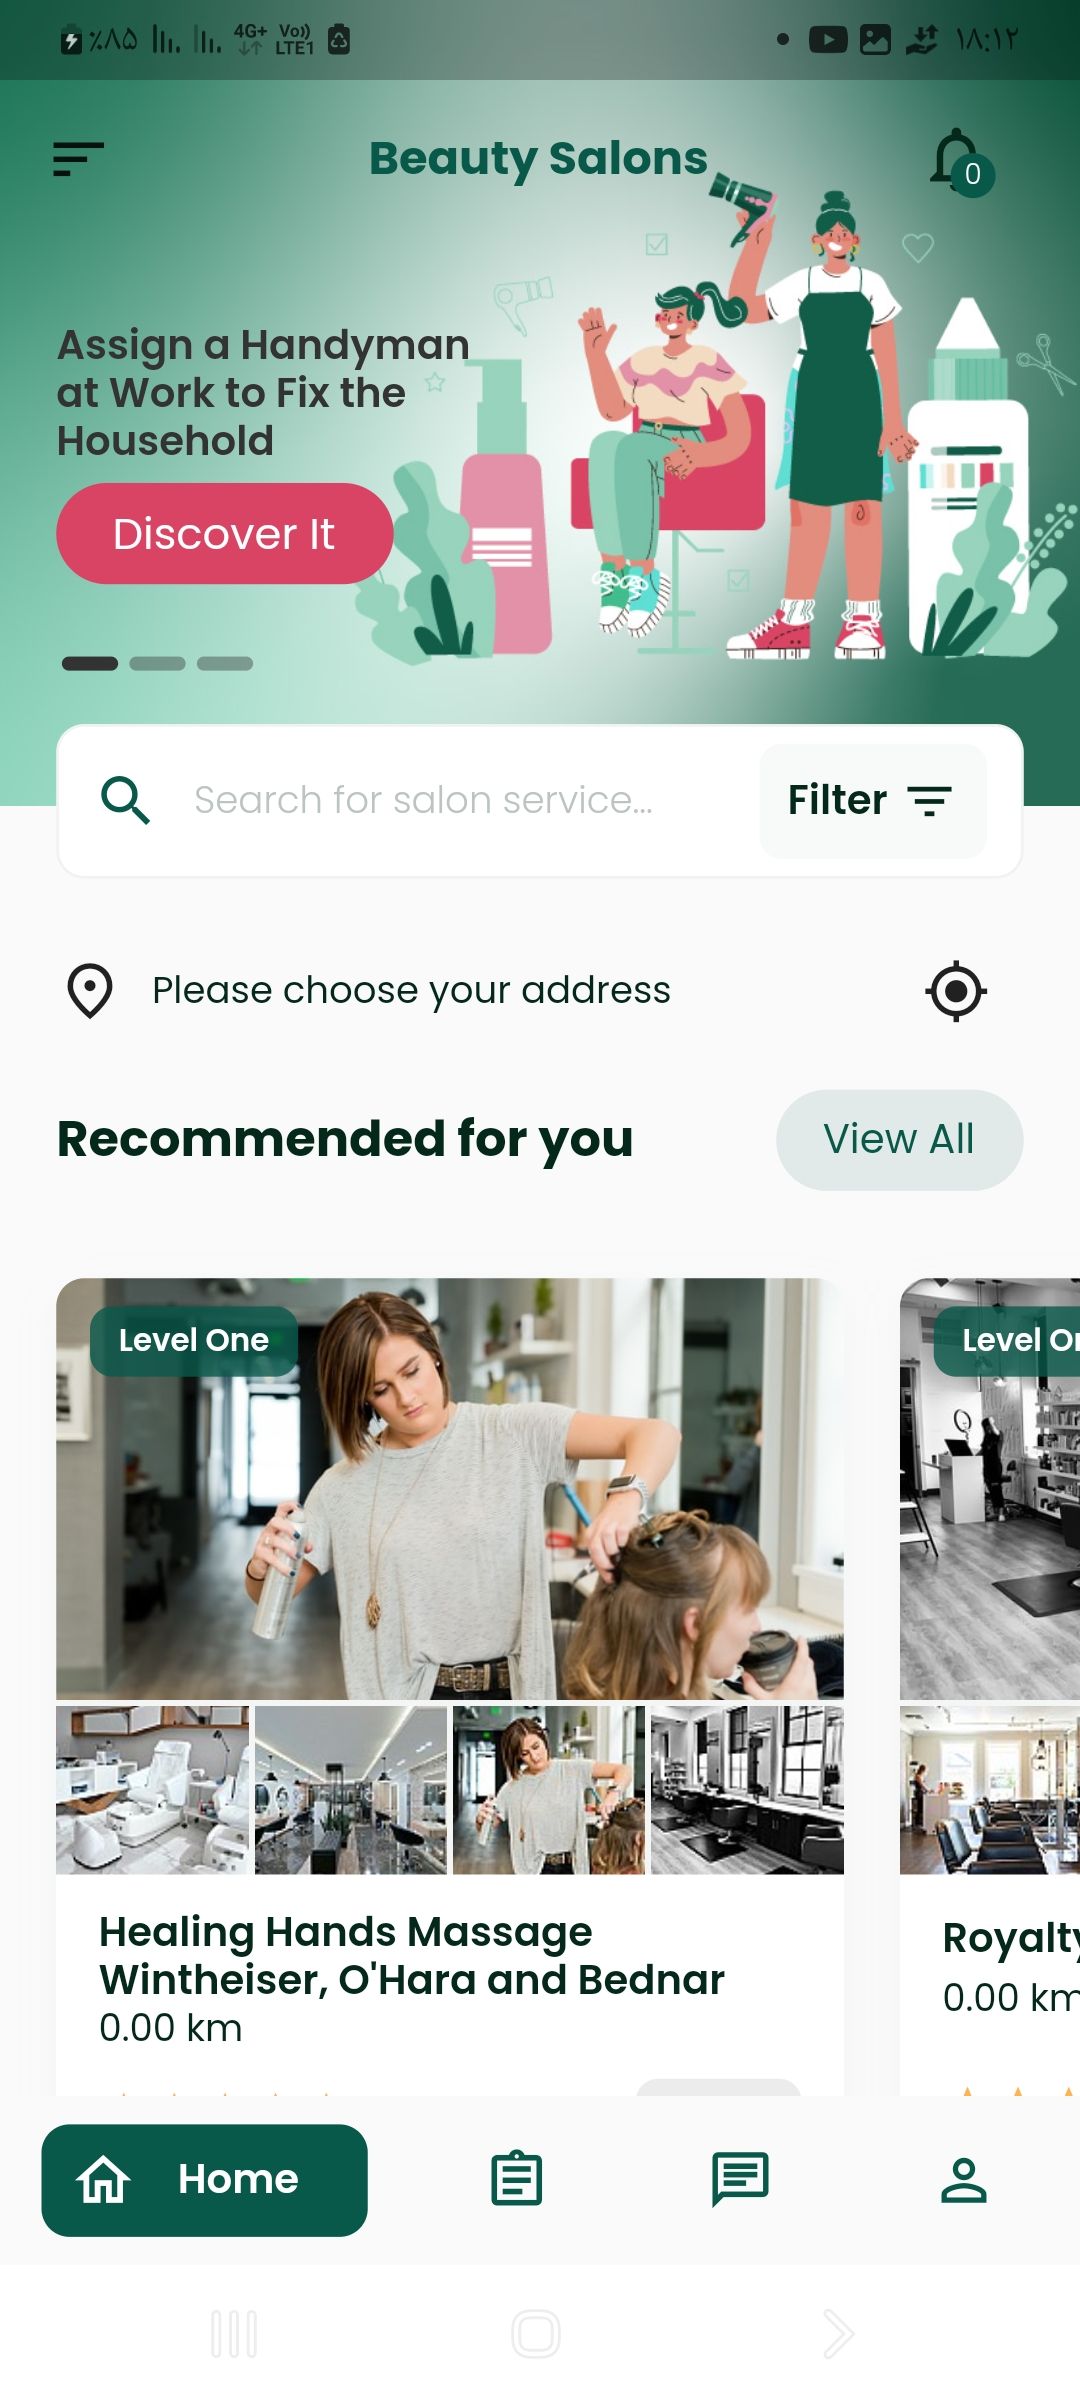 ٪۸۵ 4G+ Vo)) LTE1 ۱۸:۱۲
Beauty Salons
0
Assign a Handyman
at Work to Fix the
Household
Discover It
Search for salon service...
Filter
Please choose your address
Recommended for you
View All
Level One
Healing Hands Massage
Wintheiser, O'Hara and Bednar
0.00 km
Royalty
0.00 km
Home